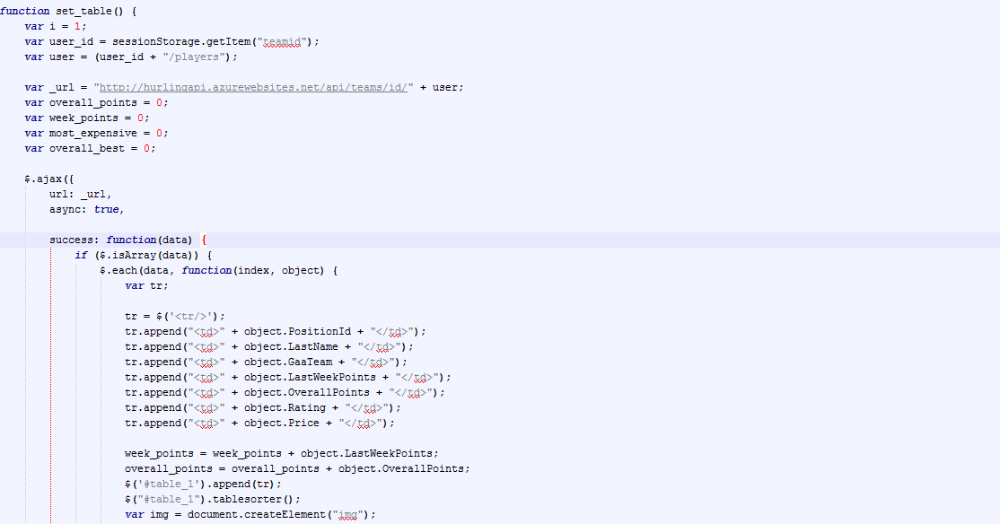 function set_table() {
var i = 1;
var user_id = sessionStorage.getItem("teamid");
var user = (user_id + "/players");
var _url = "http://hurlingapi.azurewebsites.net/api/teams/id/" + user;
var overall_points = 0;
var week_points = 0;
var most_expensive = 0;
var overall_best = 0;
$.ajax({
url: _url,
async: true,
success: function(data) {
if ($.isArray(data)) {
$.each(data, function(index, object) {
var tr;
tr = $('<tr/>');
tr.append("<td>" + object.PositionId + "</td>");
tr.append("<td>" + object.LastName + "</td>");
tr.append("<td>" + object.GaaTeam + "</td>");
tr.append("<td>" + object.LastWeekPoints + "</td>");
tr.append("<td>" + object.OverallPoints + "</td>");
tr.append("<td>" + object.Rating + "</td>");
tr.append("<td>" + object.Price + "</td>");
week_points = week_points + object.LastWeekPoints;
overall_points = overall_points + object.OverallPoints;
$('#table_1').append(tr);
$("#table_1").tablesorter();
var img = document.createElement("img");